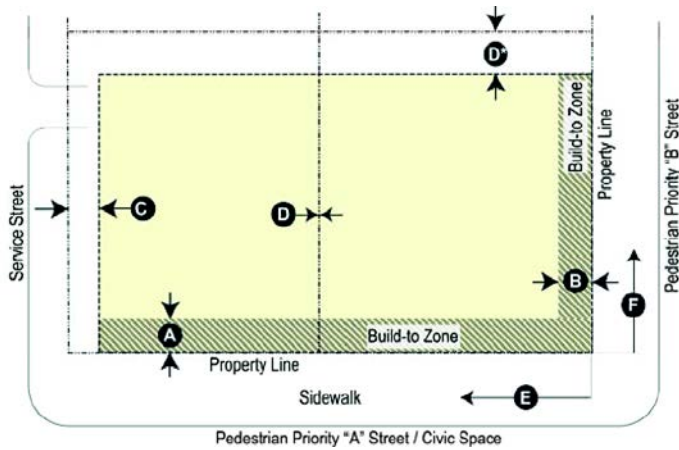 D*
Build-to Zone
Property Line
Pedestrian Priority "B" Street
Service Street
C
D
B
F
A
Build-to Zone
Property Line
Sidewalk
E
Pedestrian Priority "A" Street / Civic Space